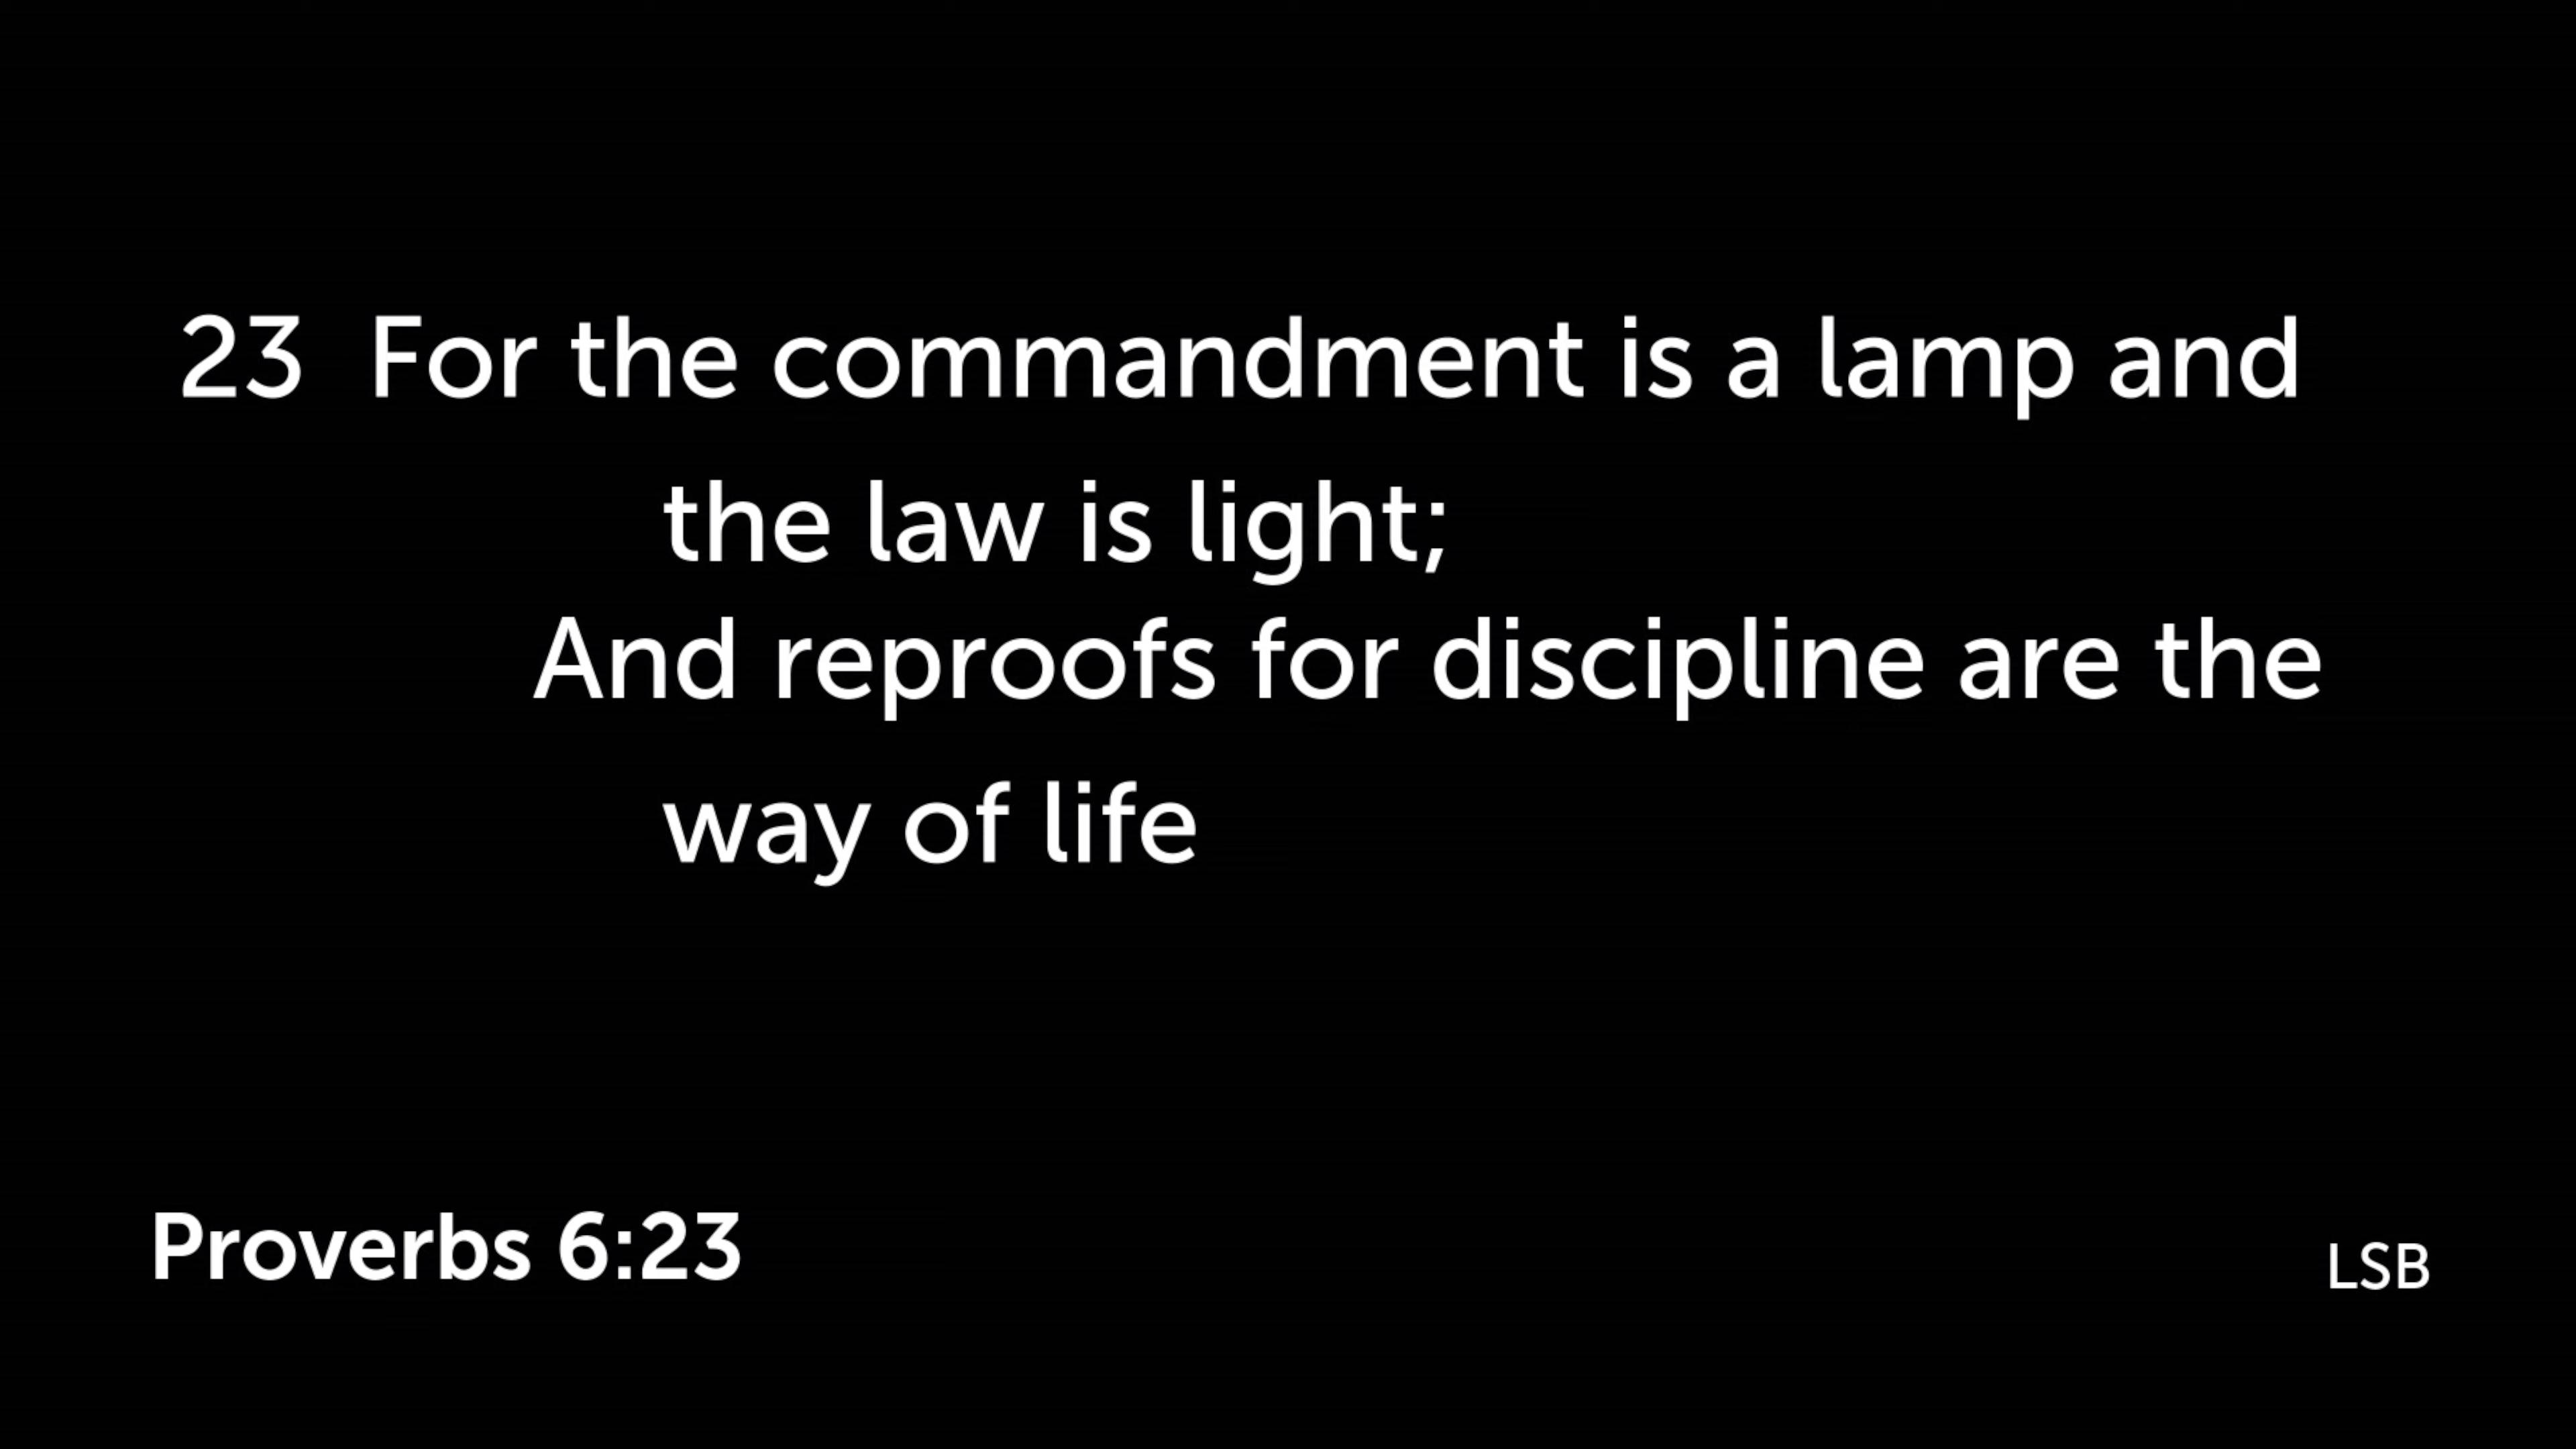 23 For the commandment is a lamp and
the law is light;
And reproofs for discipline are the
way of life
Proverbs 6:23
LSB